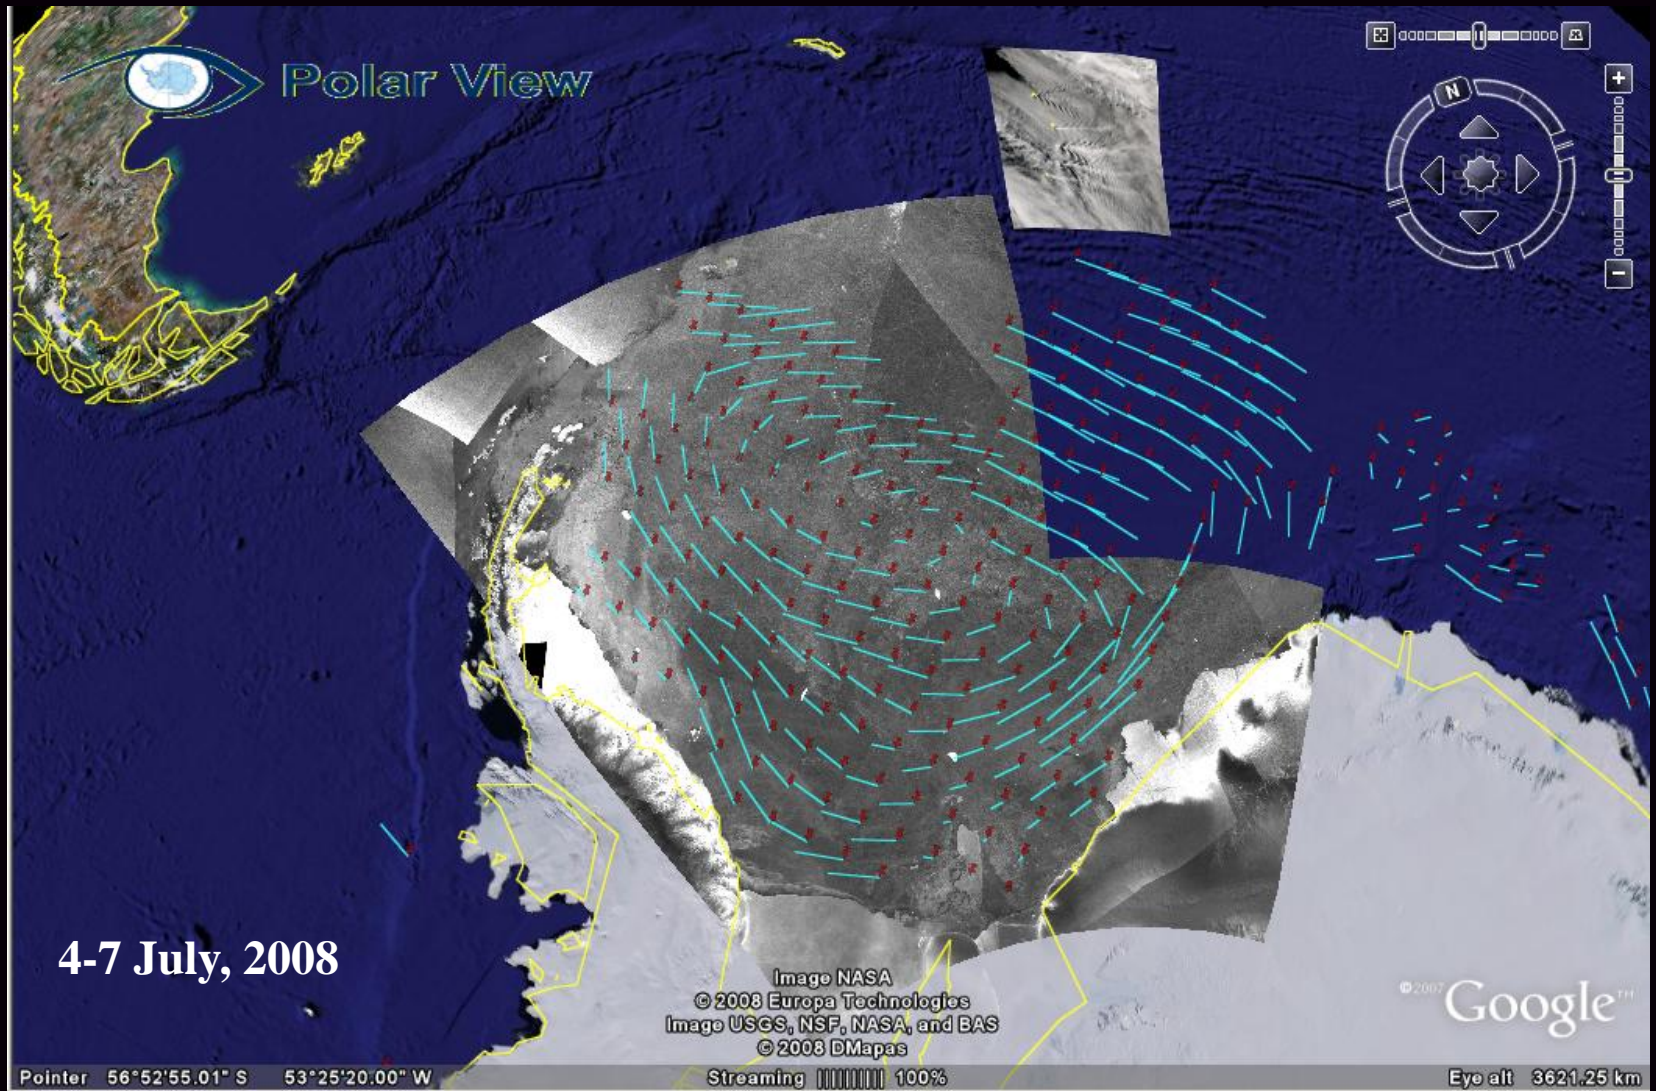 Polar View
N
4-7 July, 2008
Image NASA
© 2008 Europa Technologies
Image USGS, NSF, NASA, and BAS
© 2008 DMapas
©2007 Google™
Pointer 56°52'55.01" S 53°25'20.00" W
Streaming |||||||||| 100%
Eye alt 3621.25 km